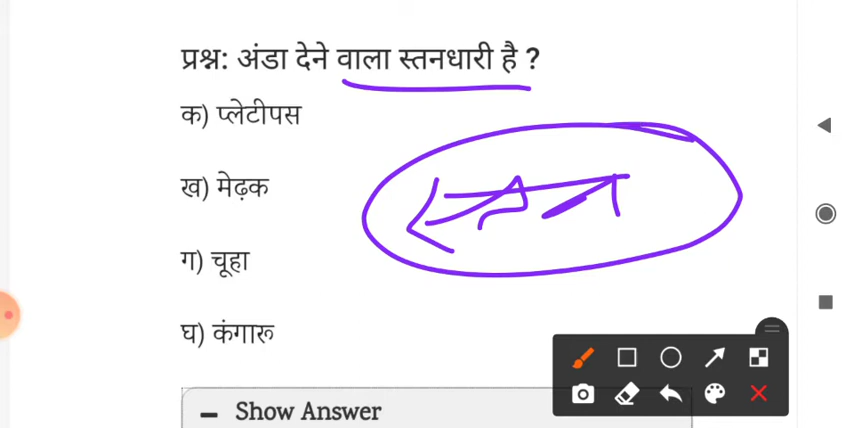 प्रश्न: अंडा देने वाला स्तनधारी है ?
क) प्लेटीपस
ख) मेढ़क
ग) चूहा
घ) कंगारू
Show Answer